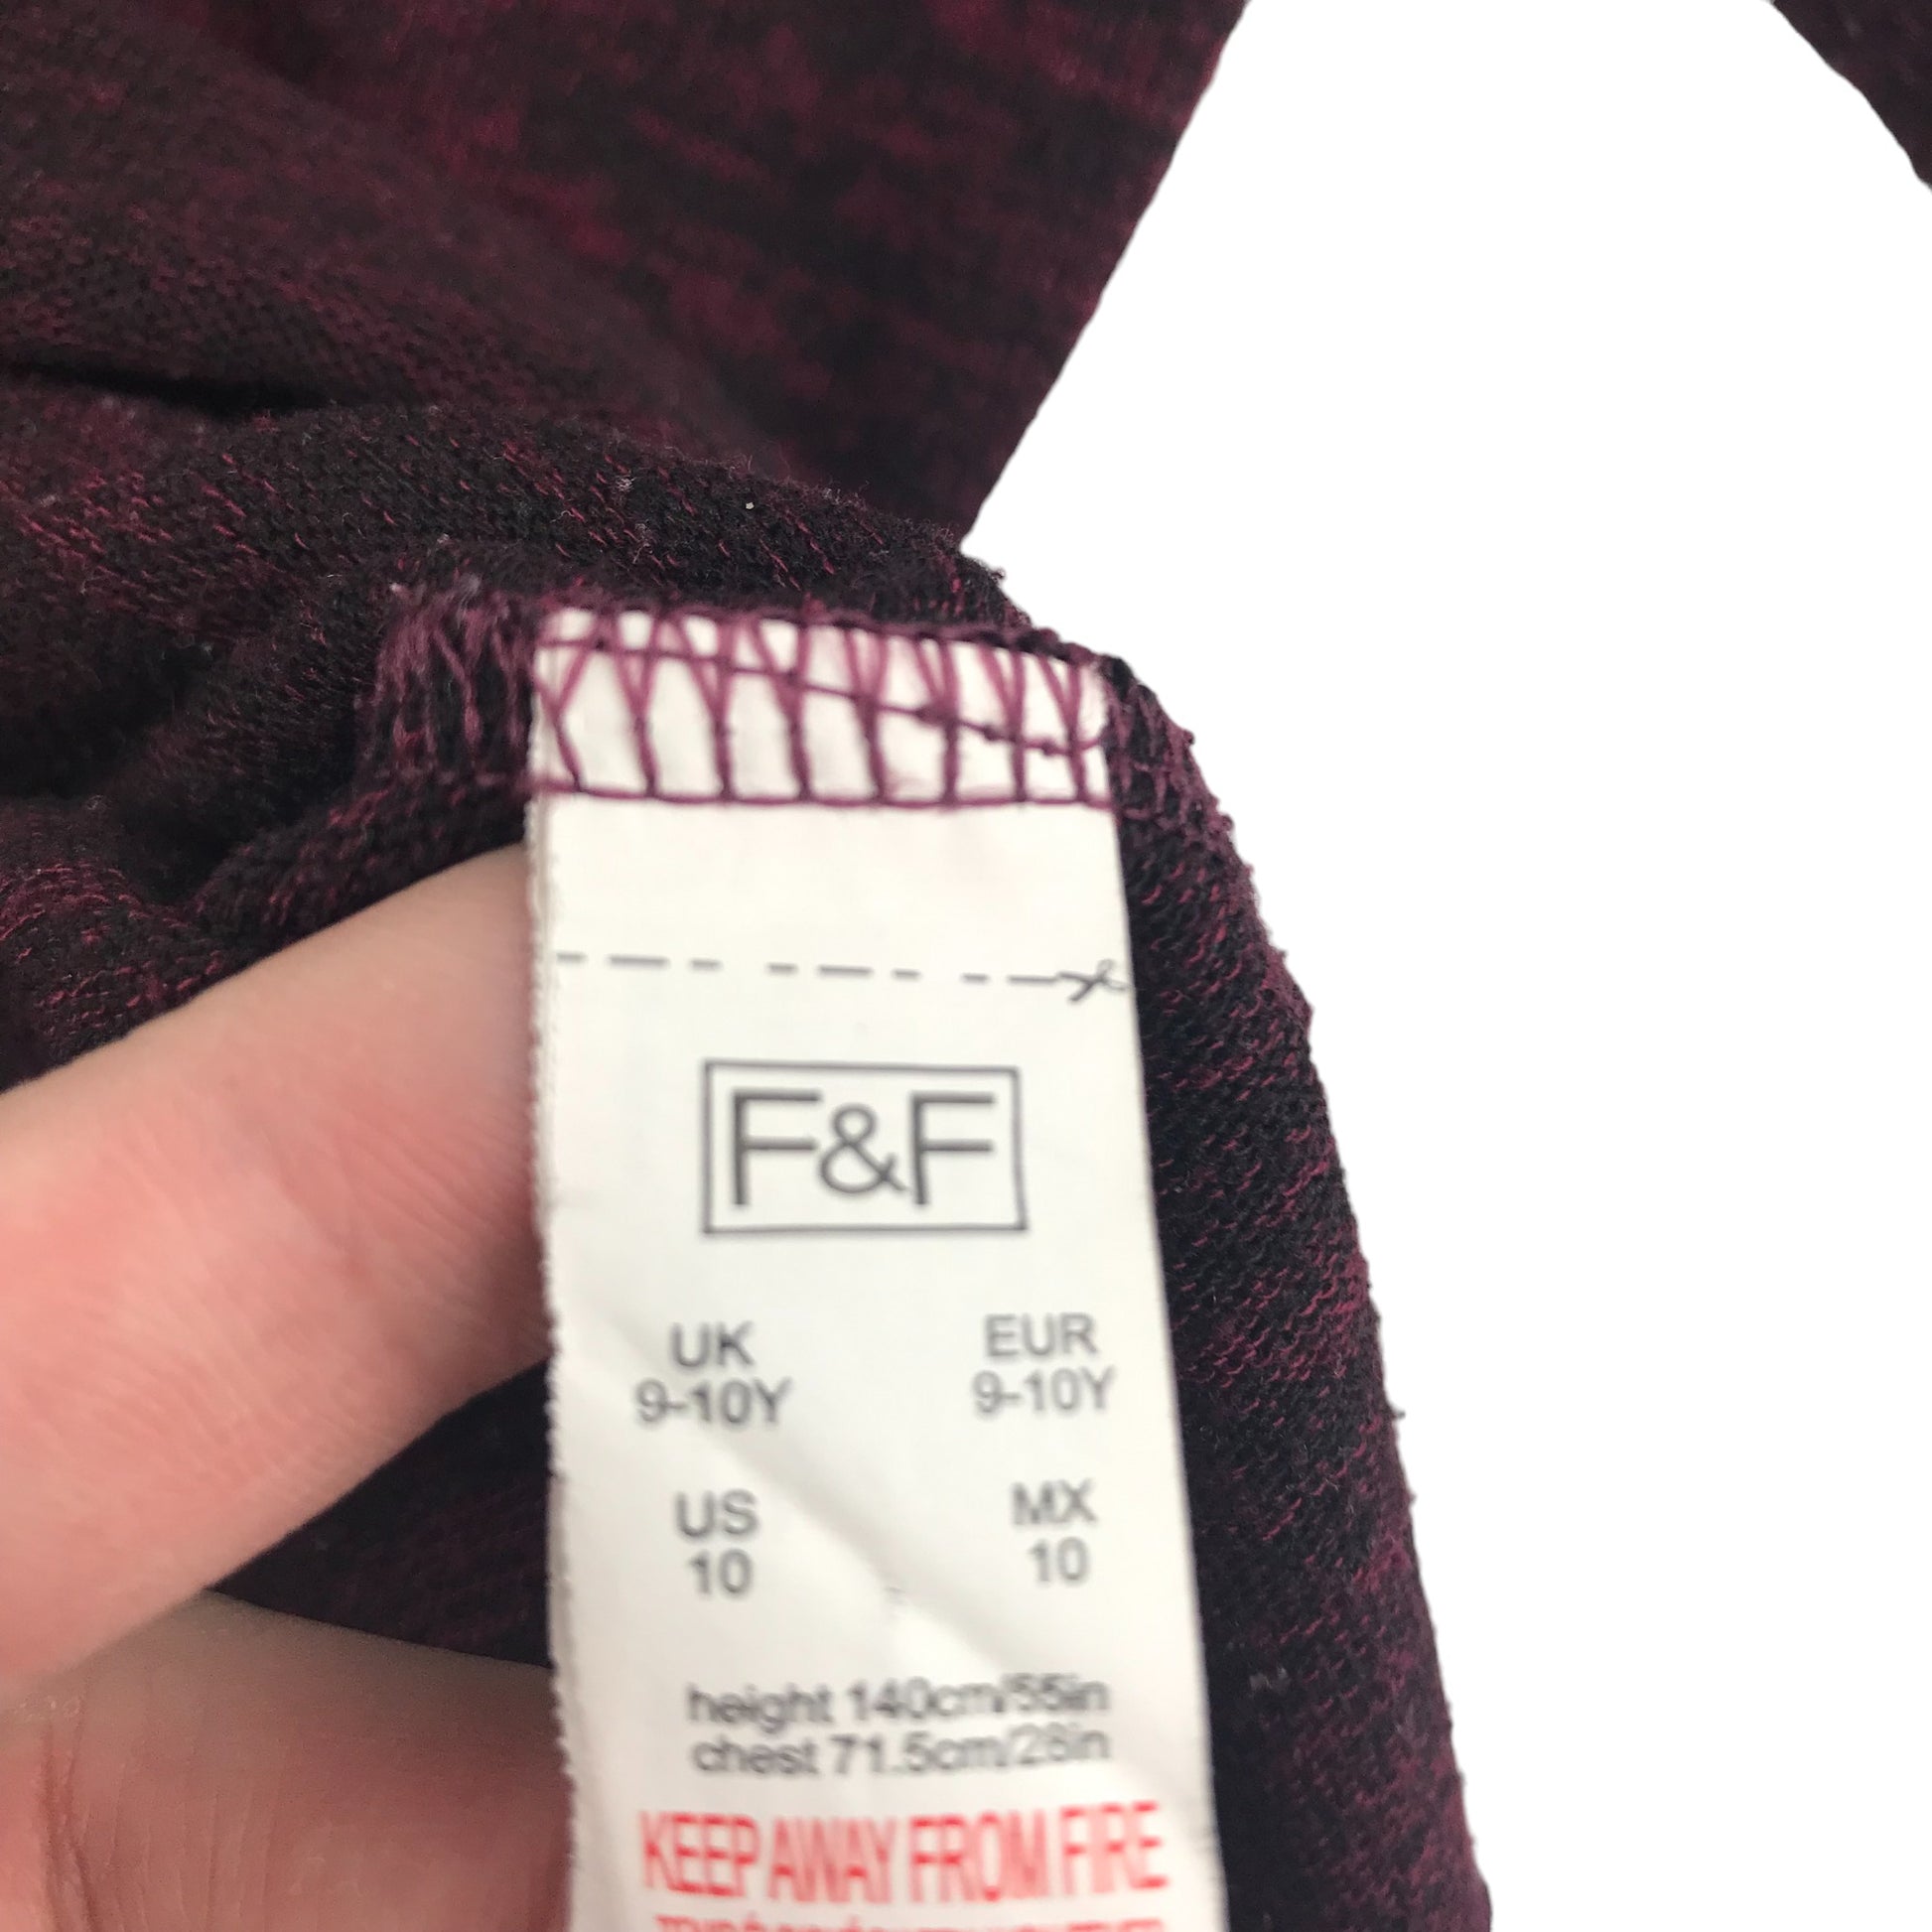 F&F
UK EUR
9-10Y 9-10Y
US MX
10 10
height 140cm/55in
chest 71.5cm/28in
KEEP AWAY FROM FIRE